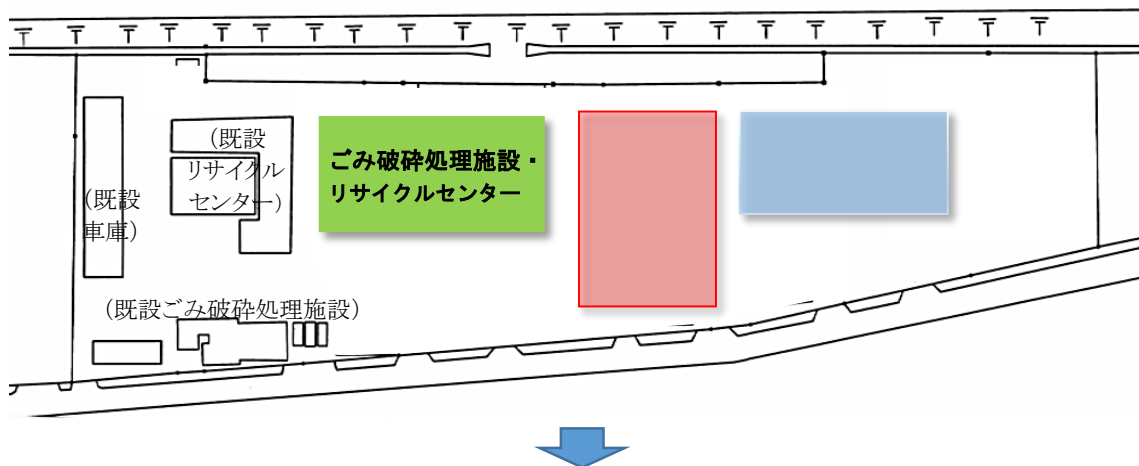 (既設
リサイクル
センター)
ごみ破砕処理施設・
リサイクルセンター
(既設
車庫)
(既設ごみ破砕処理施設)